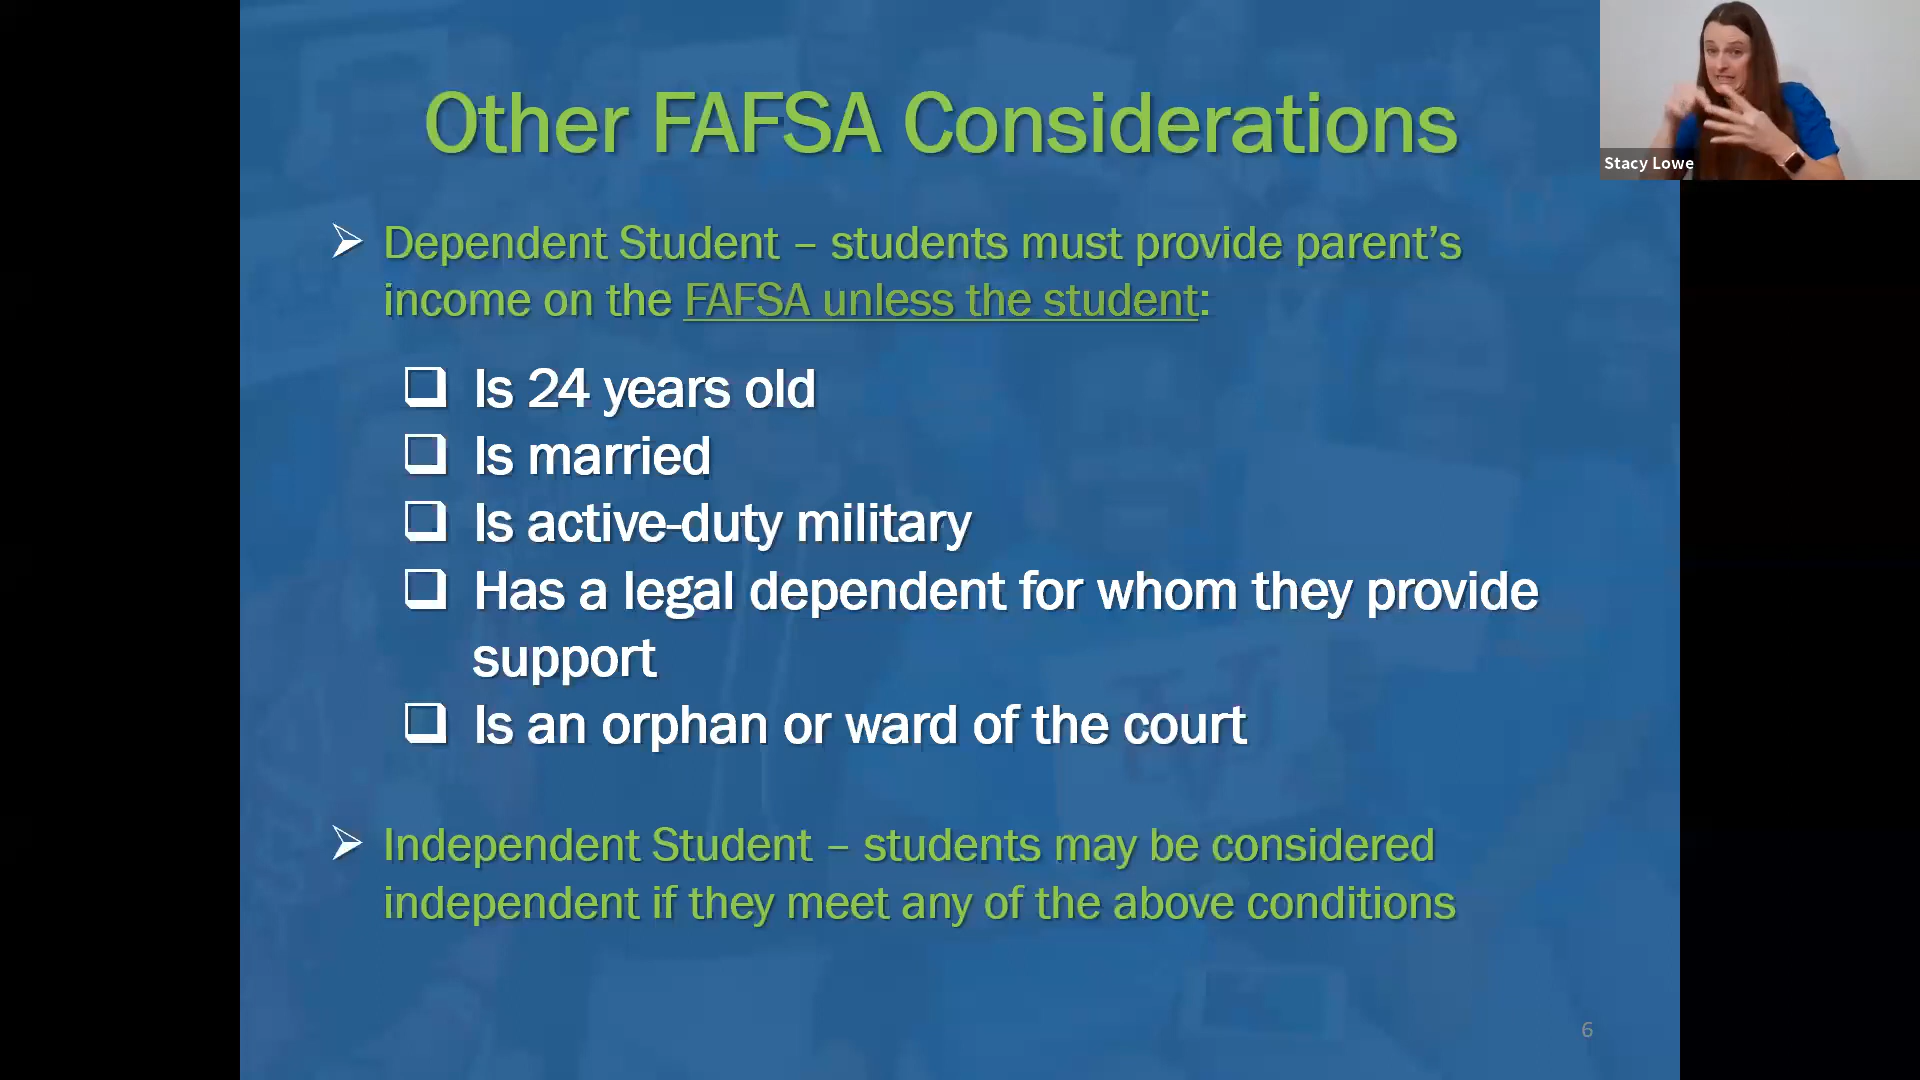 Other FAFSA Considerations
Stacy Lowe
Dependent Student – students must provide parent's
income on the FAFSA unless the student:
Is 24 years old
Is married
Is active-duty military
Has a legal dependent for whom they provide
support
Is an orphan or ward of the court
Independent Student – students may be considered
independent if they meet any of the above conditions
6